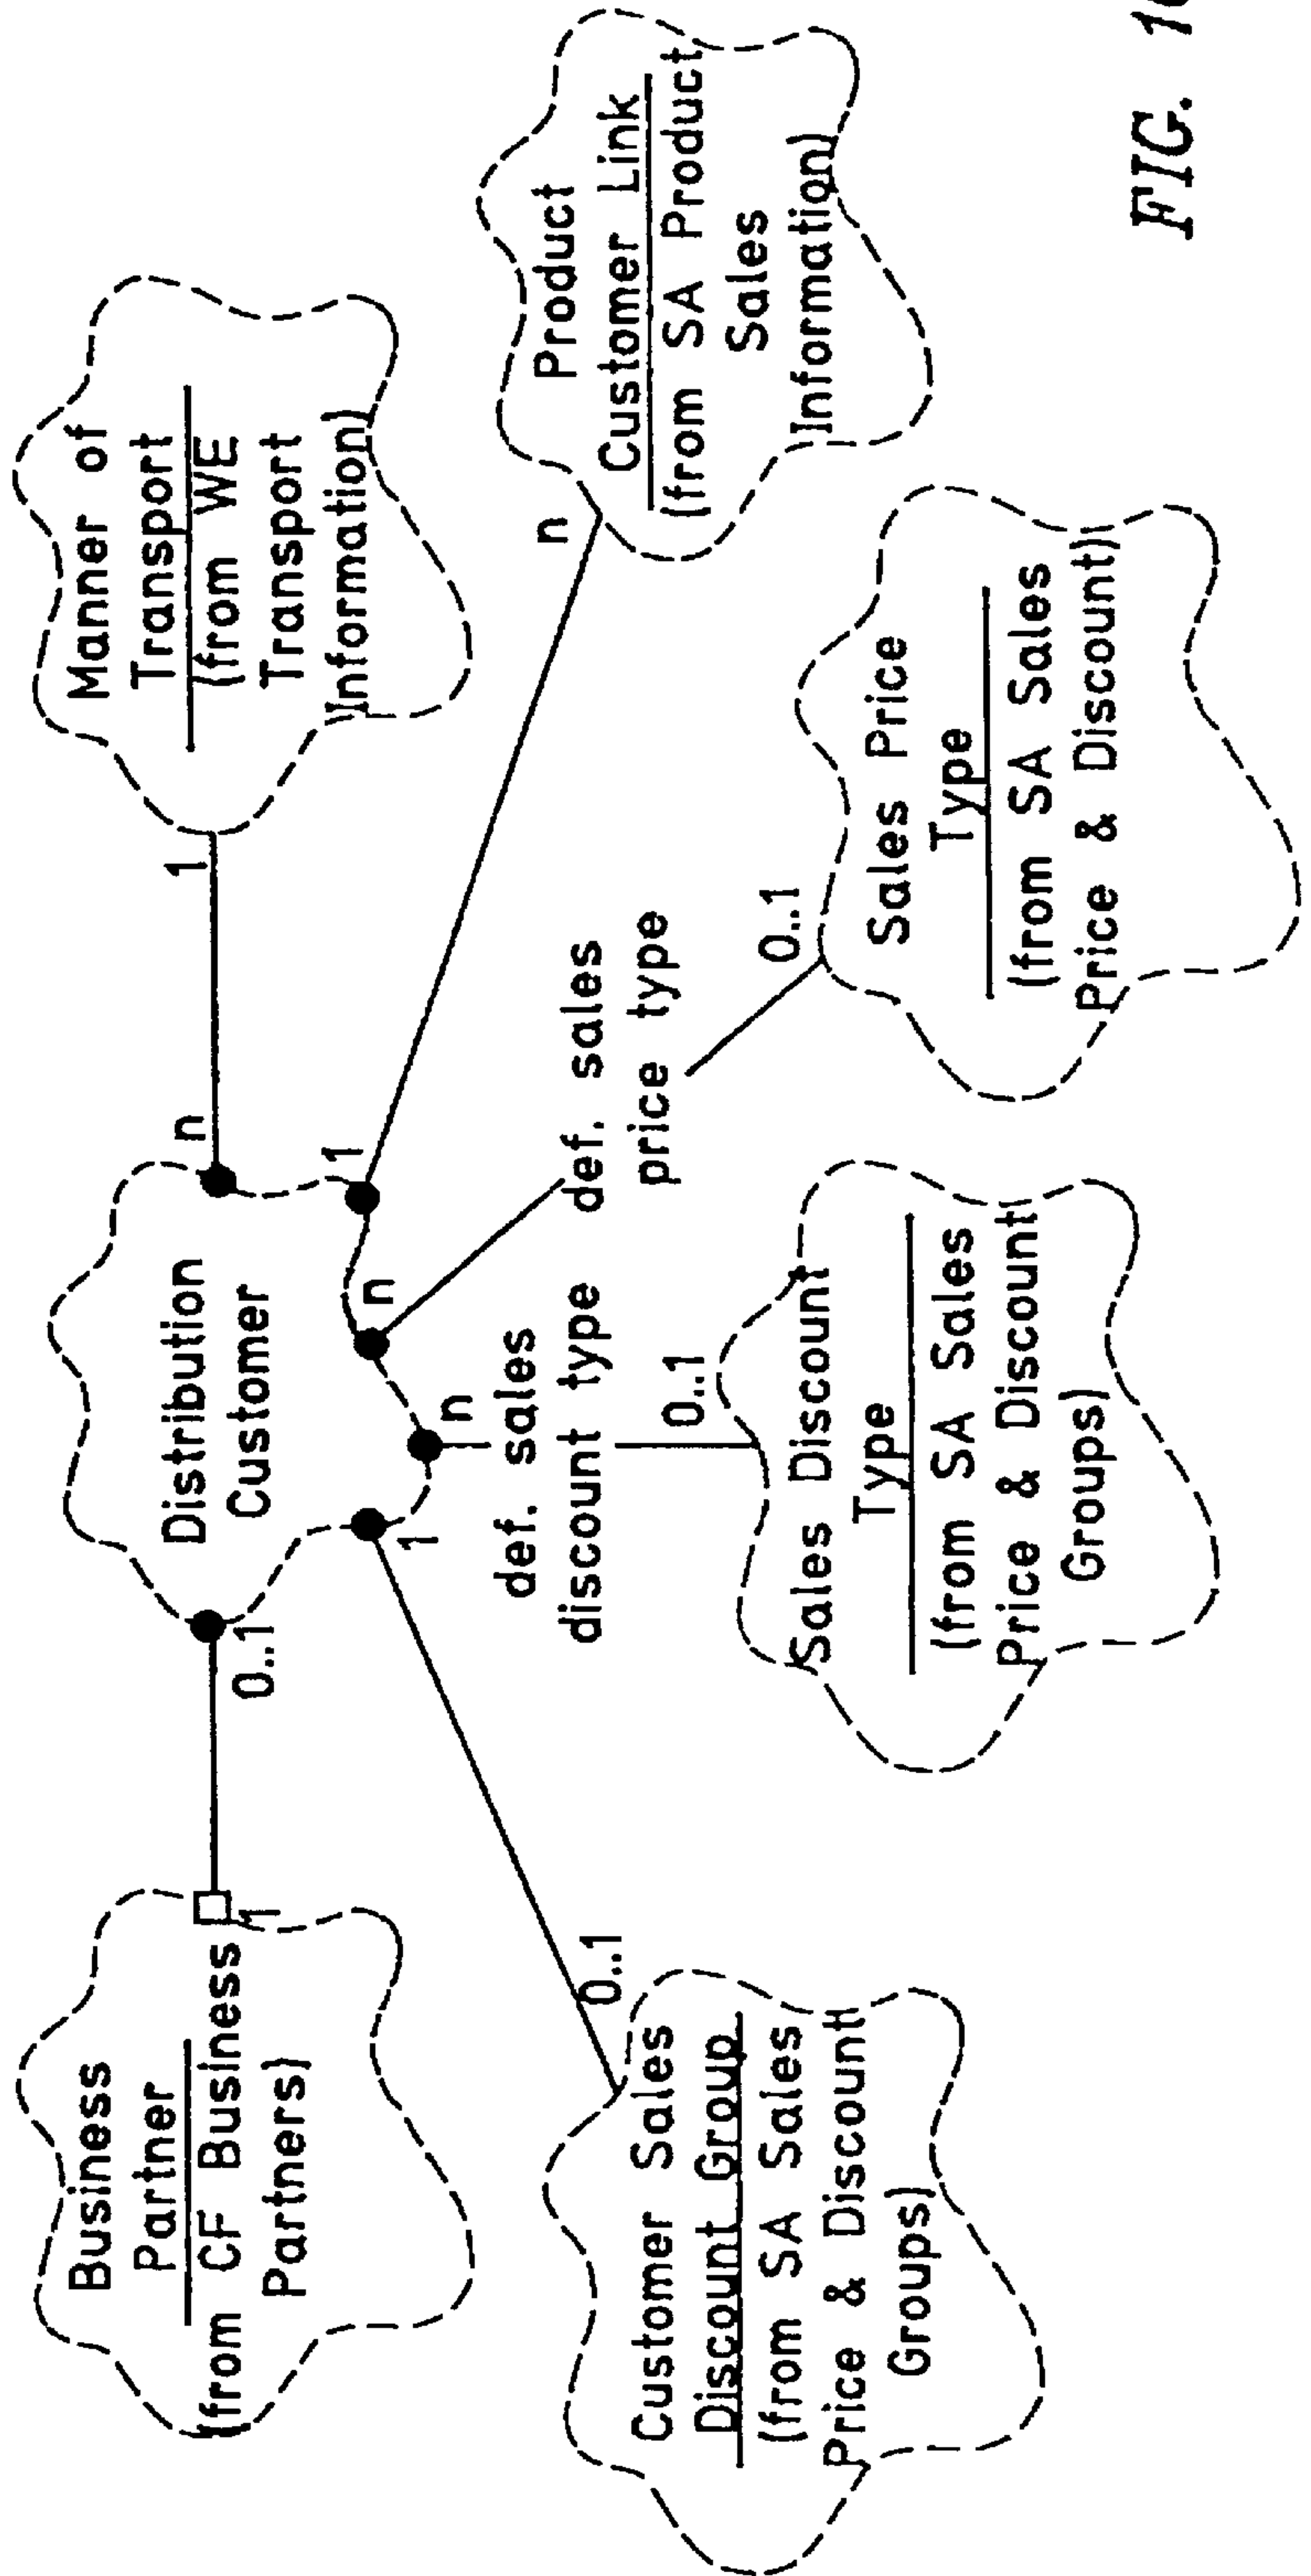 Business
Partner
(from CF Business
Partners)
1
0..1
Distribution
Customer
n
1
Manner of
Transport
(from WE
Transport
Information)
1
n
Product
Customer Link
(from SA Product
Sales
Information)
n
def. sales
price type
0..1
Sales Price
Type
(from SA Sales
Price & Discount)
n
def. sales
discount type
0..1
Sales Discount
Type
(from SA Sales
Price & Discount
Groups)
1
0..1
Customer Sales
Discount Group
(from SA Sales
Price & Discount
Groups)
FIG.